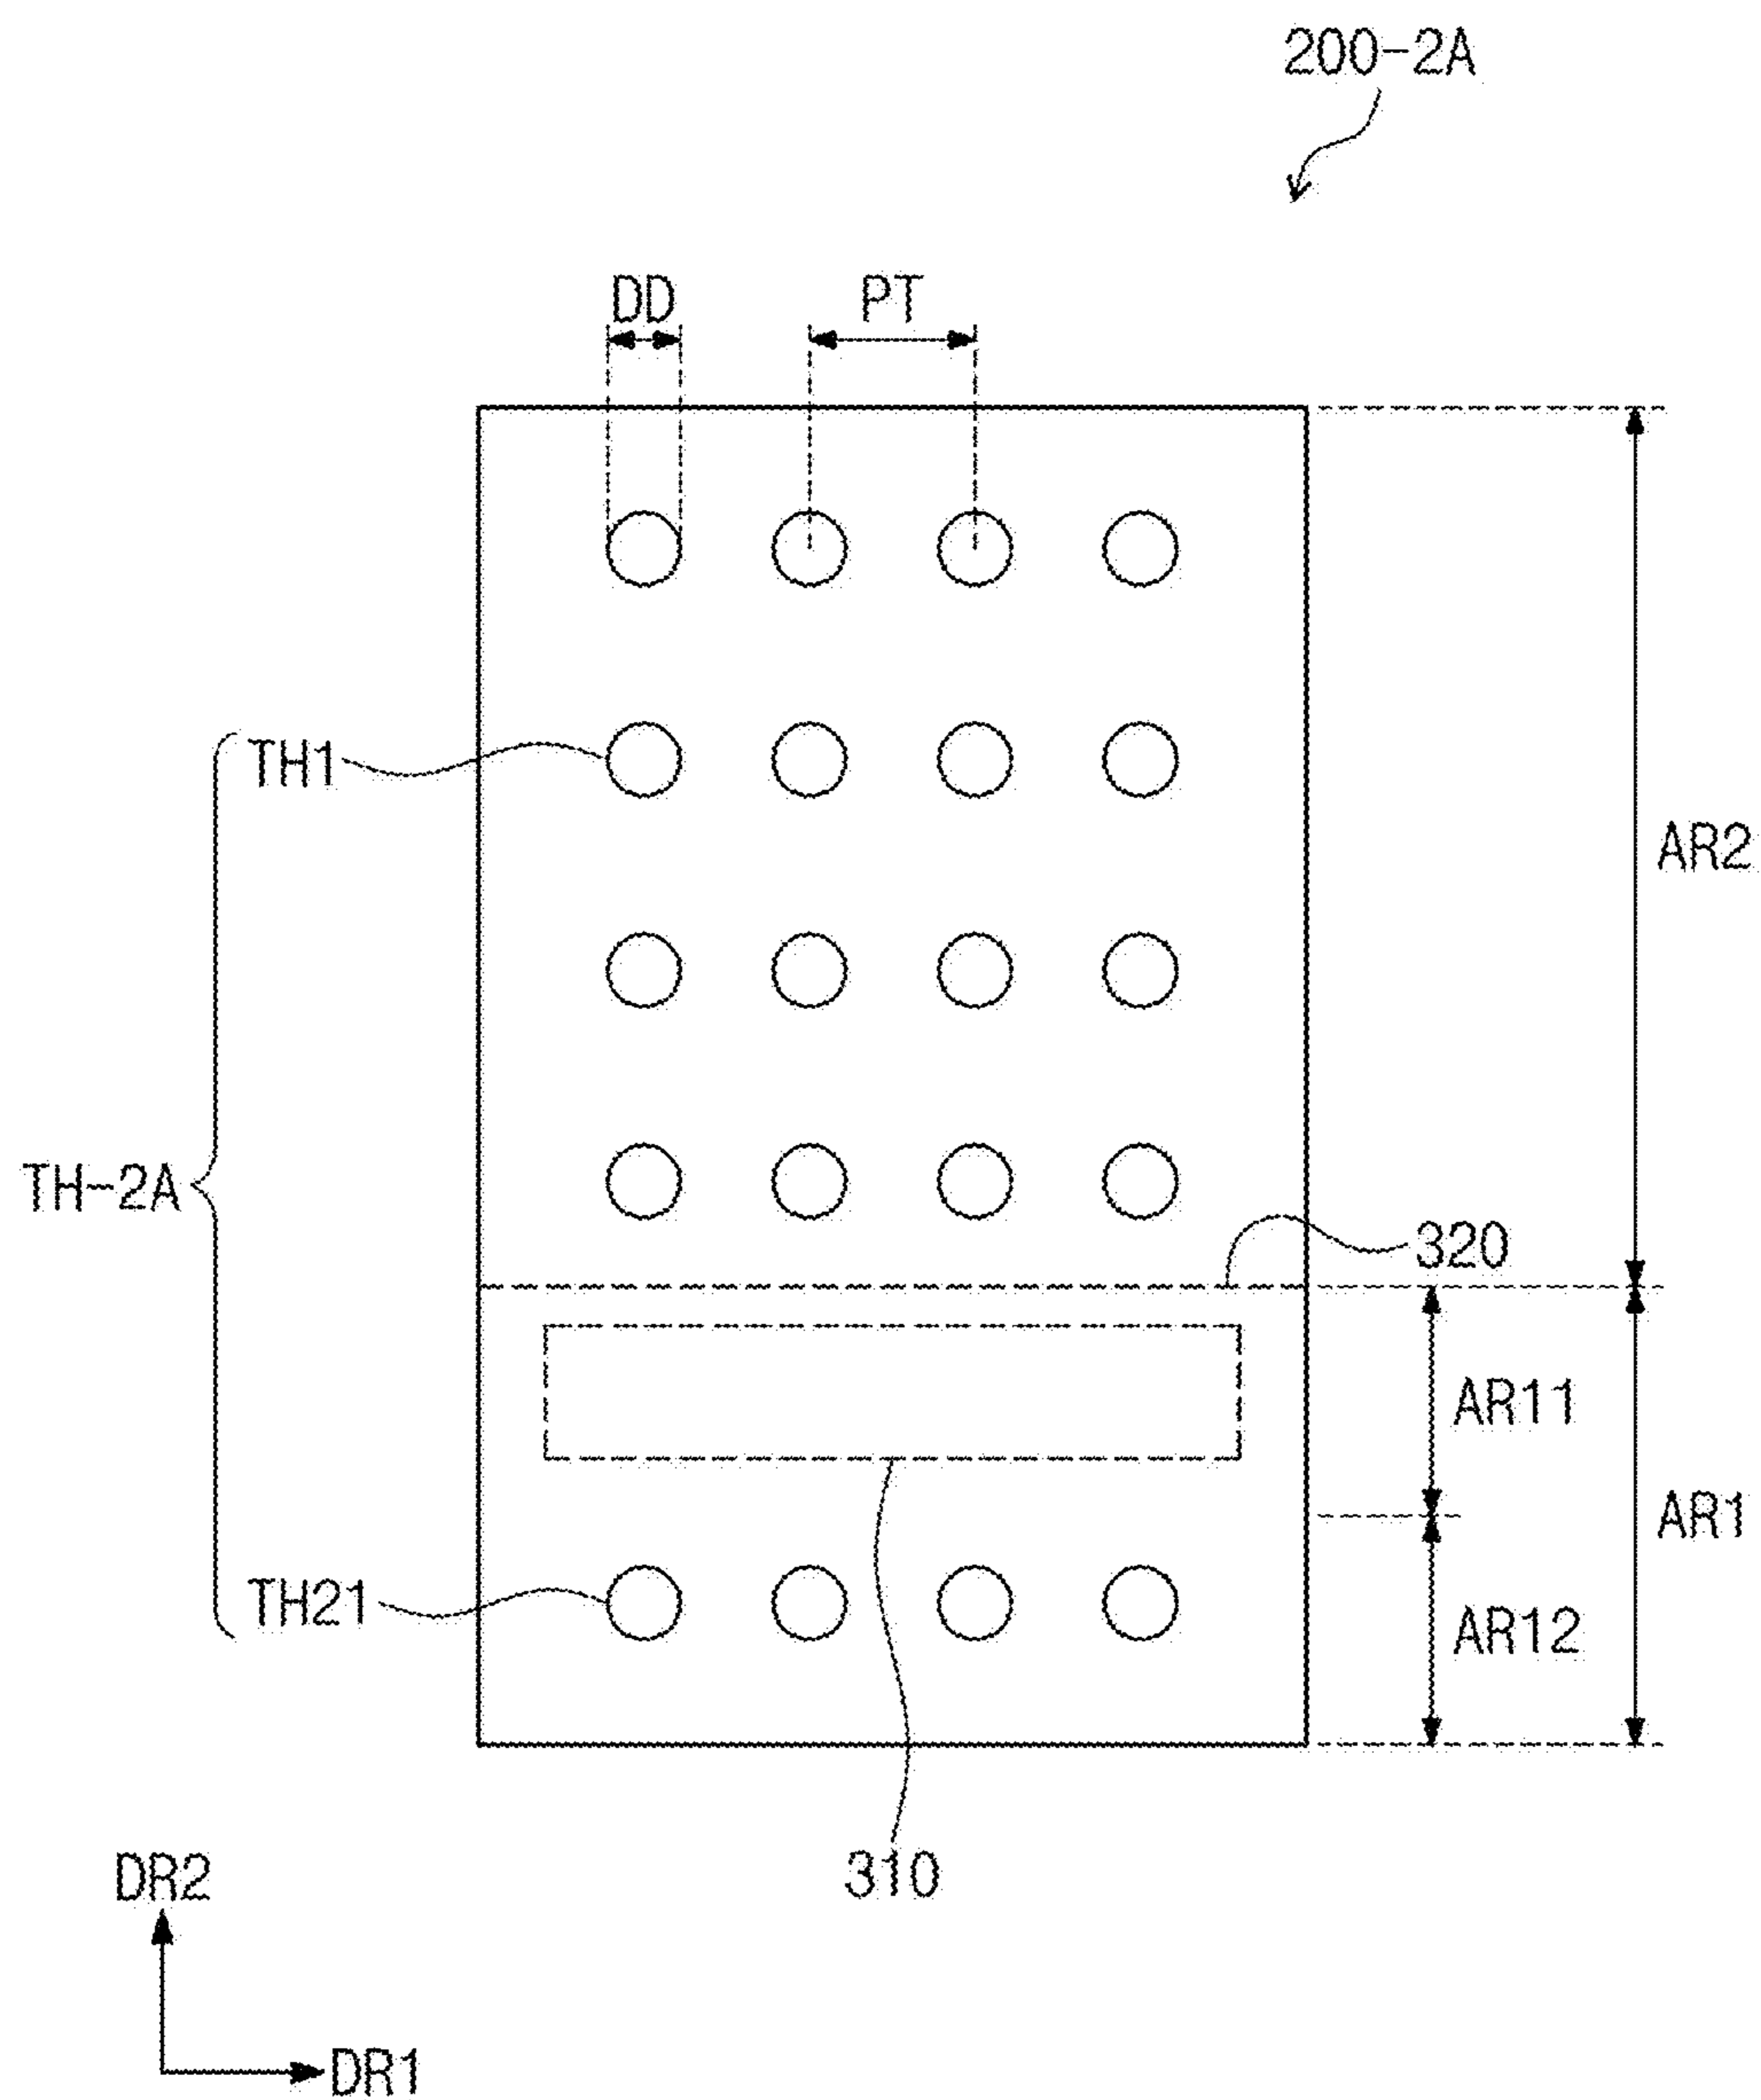 200-2A
DD
PT
TH1
AR2
TH-2A
320
AR11
AR1
TH21
AR12
310
DR2
DR1